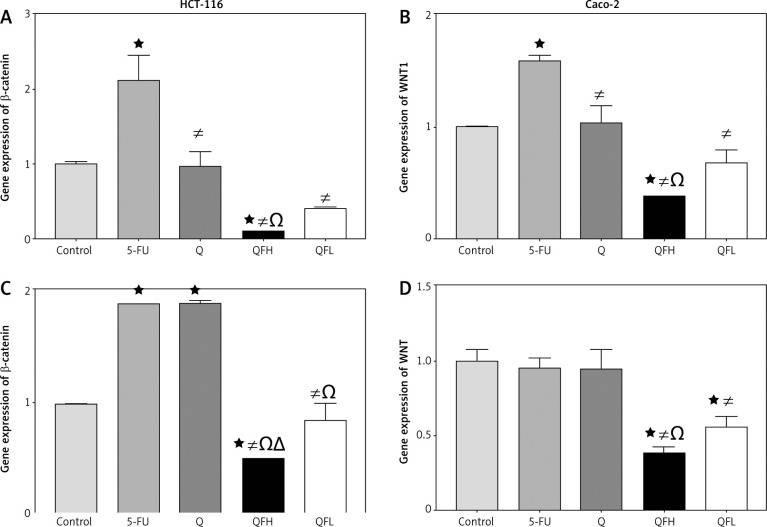 HCT-116
Caco-2
A
Gene expression of β-catenin
3
2
1
0
★
≠
★≠Ω
≠
Control 5-FU Q QFH QFL
B
Gene expression of WNT1
2
1
0
★
≠
★≠Ω
≠
Control 5-FU Q QFH QFL
C
Gene expression of β-catenin
2
1
0
★
★
★≠ΩΔ
≠Ω
Control 5-FU Q QFH QFL
D
Gene expression of WNT
1.5
1.0
0.5
0.0
★≠Ω
★≠
Control 5-FU Q QFH QFL